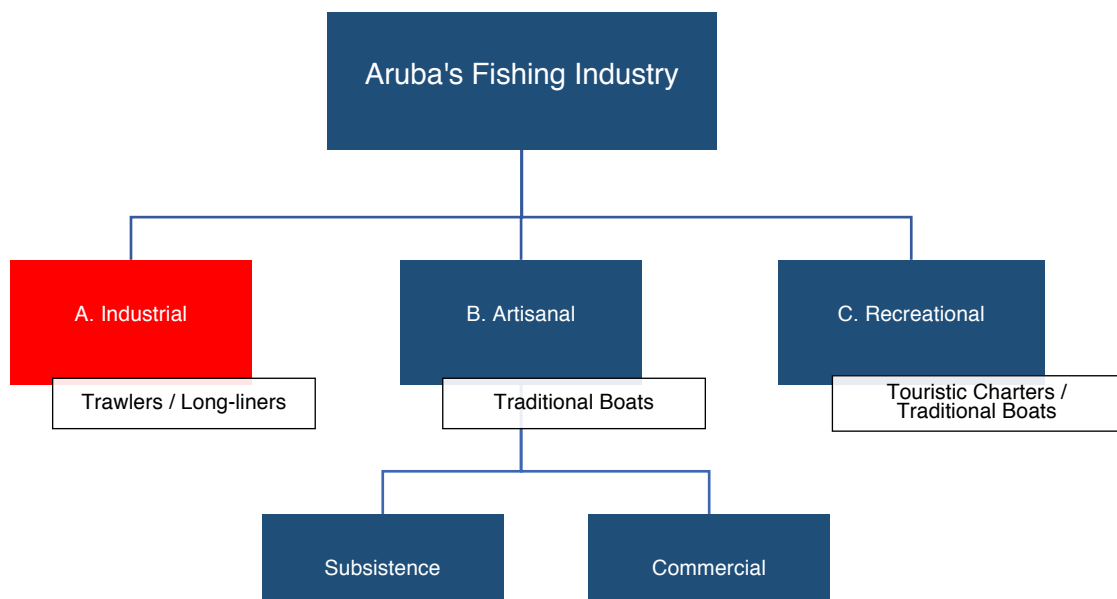 Aruba's Fishing Industry
A. Industrial
Trawlers / Long-liners
B. Artisanal
Traditional Boats
C. Recreational
Touristic Charters /
Traditional Boats
Subsistence
Commercial